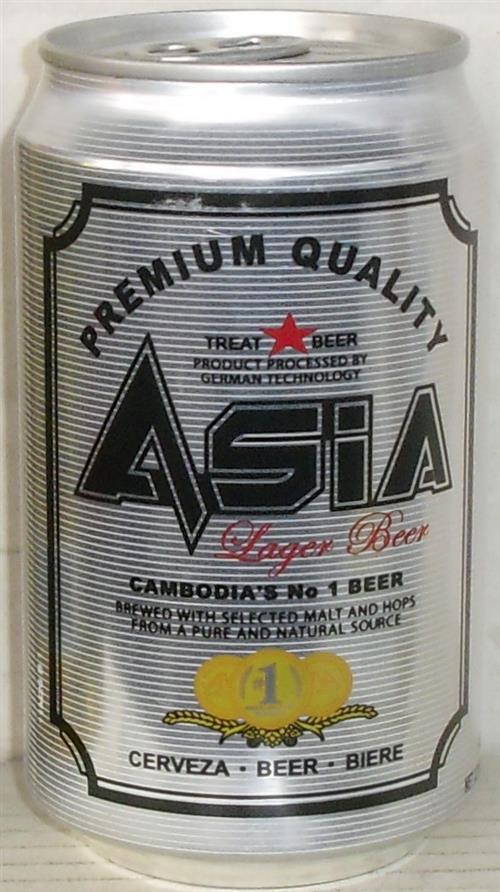 PREMIUM QUALITY
TREAT BEER
PRODUCT PROCESSED BY
GERMAN TECHNOLOGY
ASiA
Lager Beer
CAMBODIA'S No 1 BEER
BREWED WITH SELECTED MALT AND HOPS
FROM A PURE AND NATURAL SOURCE
1
CERVEZA · BEER · BIERE